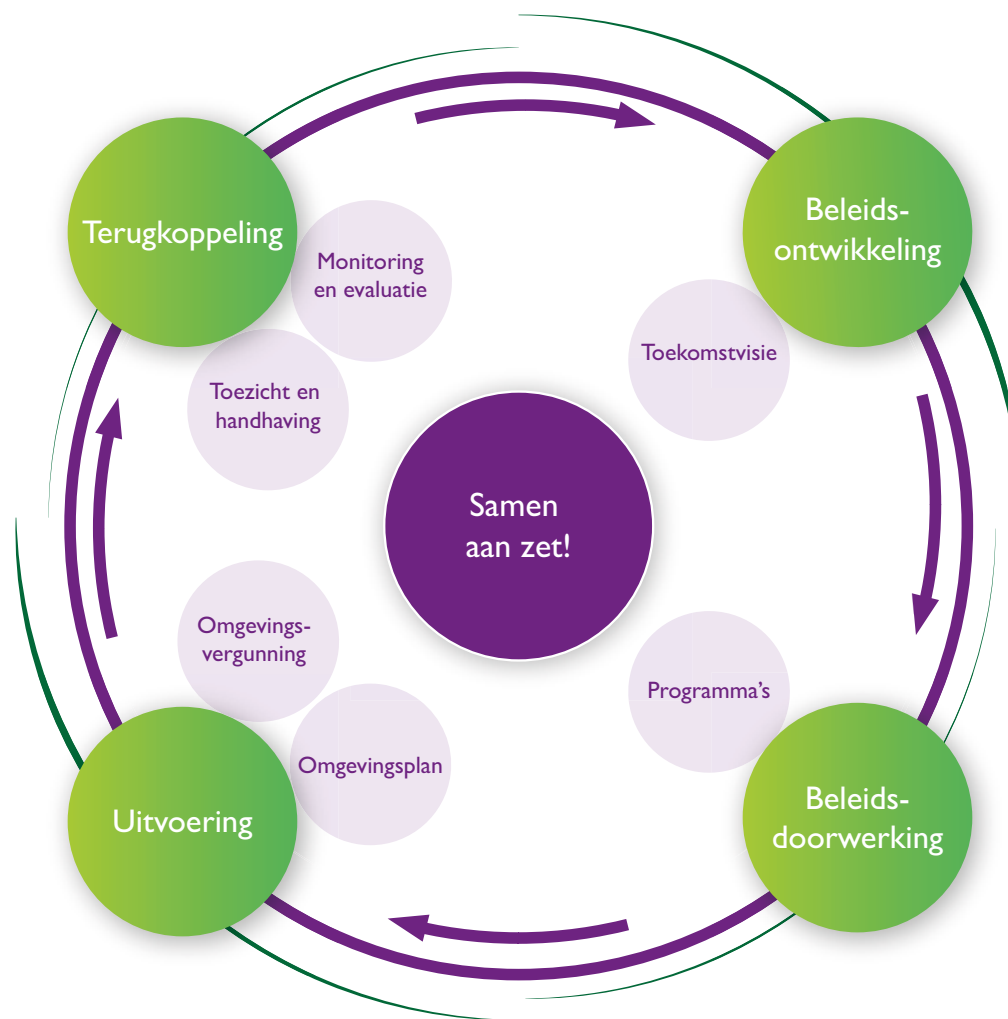 Terugkoppeling
Beleids-
ontwikkeling
Monitoring
en evaluatie
Toekomstvisie
Toezicht en
handhaving
Samen
aan zet!
Omgevings-
vergunning
Programma's
Omgevingsplan
Uitvoering
Beleids-
doorwerking